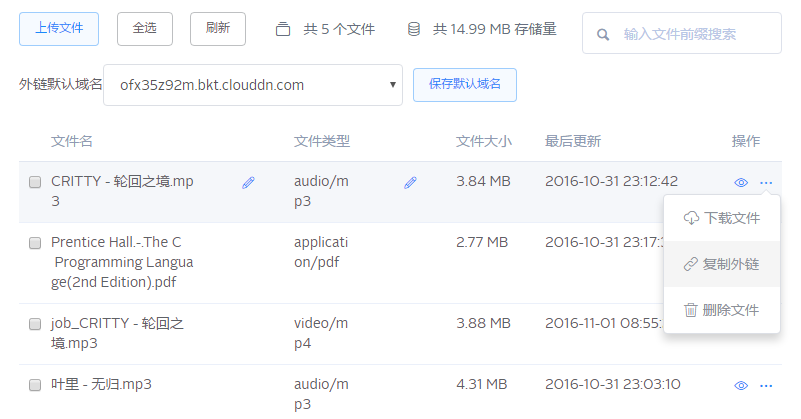 上传文件 全选 刷新 共 5 个文件 共 14.99 MB 存储量 输入文件前缀搜索
外链默认域名 ofx35z92m.bkt.clouddn.com 保存默认域名
文件名 文件类型 文件大小 最后更新 操作
CRITTY - 轮回之境.mp audio/m 3.84 MB 2016-10-31 23:12:42
3 p3
下载文件
Prentice Hall.-.The C applicati 2.77 MB 2016-10-31 23:17:
Programming Langua on/pdf 复制外链
ge(2nd Edition).pdf
删除文件
job_CRITTY - 轮回之 video/m 3.88 MB 2016-11-01 08:55:
境.mp3 mp4
叶里 - 无归.mp3 audio/m 4.31 MB 2016-10-31 23:03:10
p3